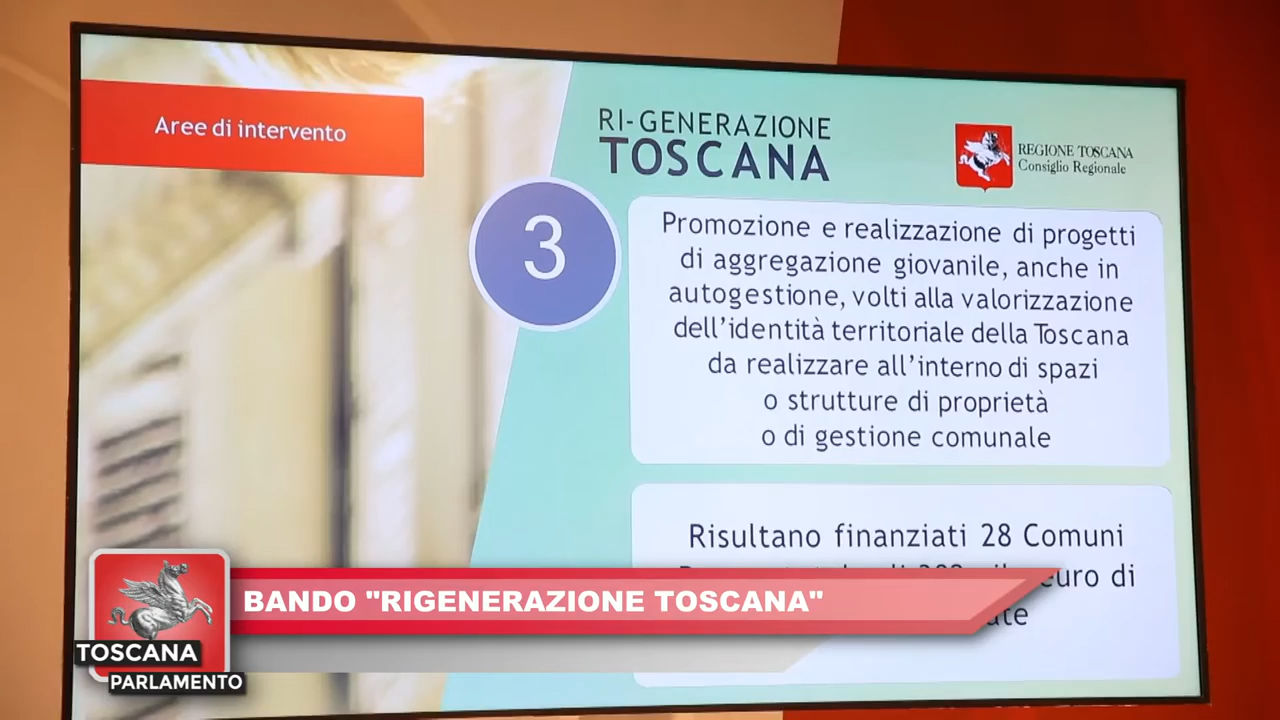 Aree di intervento
RI-GENERAZIONE
TOSCANA
REGIONE TOSCANA
Consiglio Regionale
3
Promozione e realizzazione di progetti
di aggregazione giovanile, anche in
autogestione, volti alla valorizzazione
dell'identità territoriale della Toscana
da realizzare all'interno di spazi
o strutture di proprietà
o di gestione comunale
Risultano finanziati 28 Comuni
euro di
BANDO "RIGENERAZIONE TOSCANA"
TOSCANA
PARLAMENTO